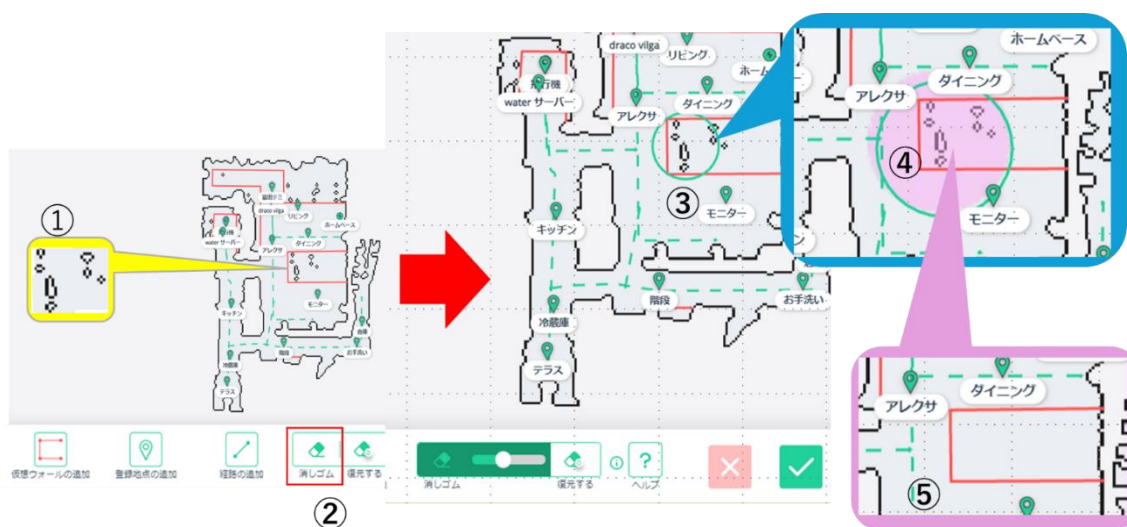 ①
崖前デミ
draco vilga
リビング
ホームベース
water サーバー
アレクサ
ダイニング
モニター
キッチン
冷蔵庫
階段
お手洗い
テラス
仮想ウォールの追加
登録地点の追加
経路の追加
消しゴム
復元する
②
draco vilga
リビング
飛行機
ホームベー
water サーバー
アレクサ
ダイニング
③
モニター
キッチン
階段
お手洗い
冷蔵庫
テラス
消しゴム
復元する
?
ヘルプ
ホームベース
ダイニング
アレクサ
④
モニター
ン
ダイニング
アレクサ
⑤